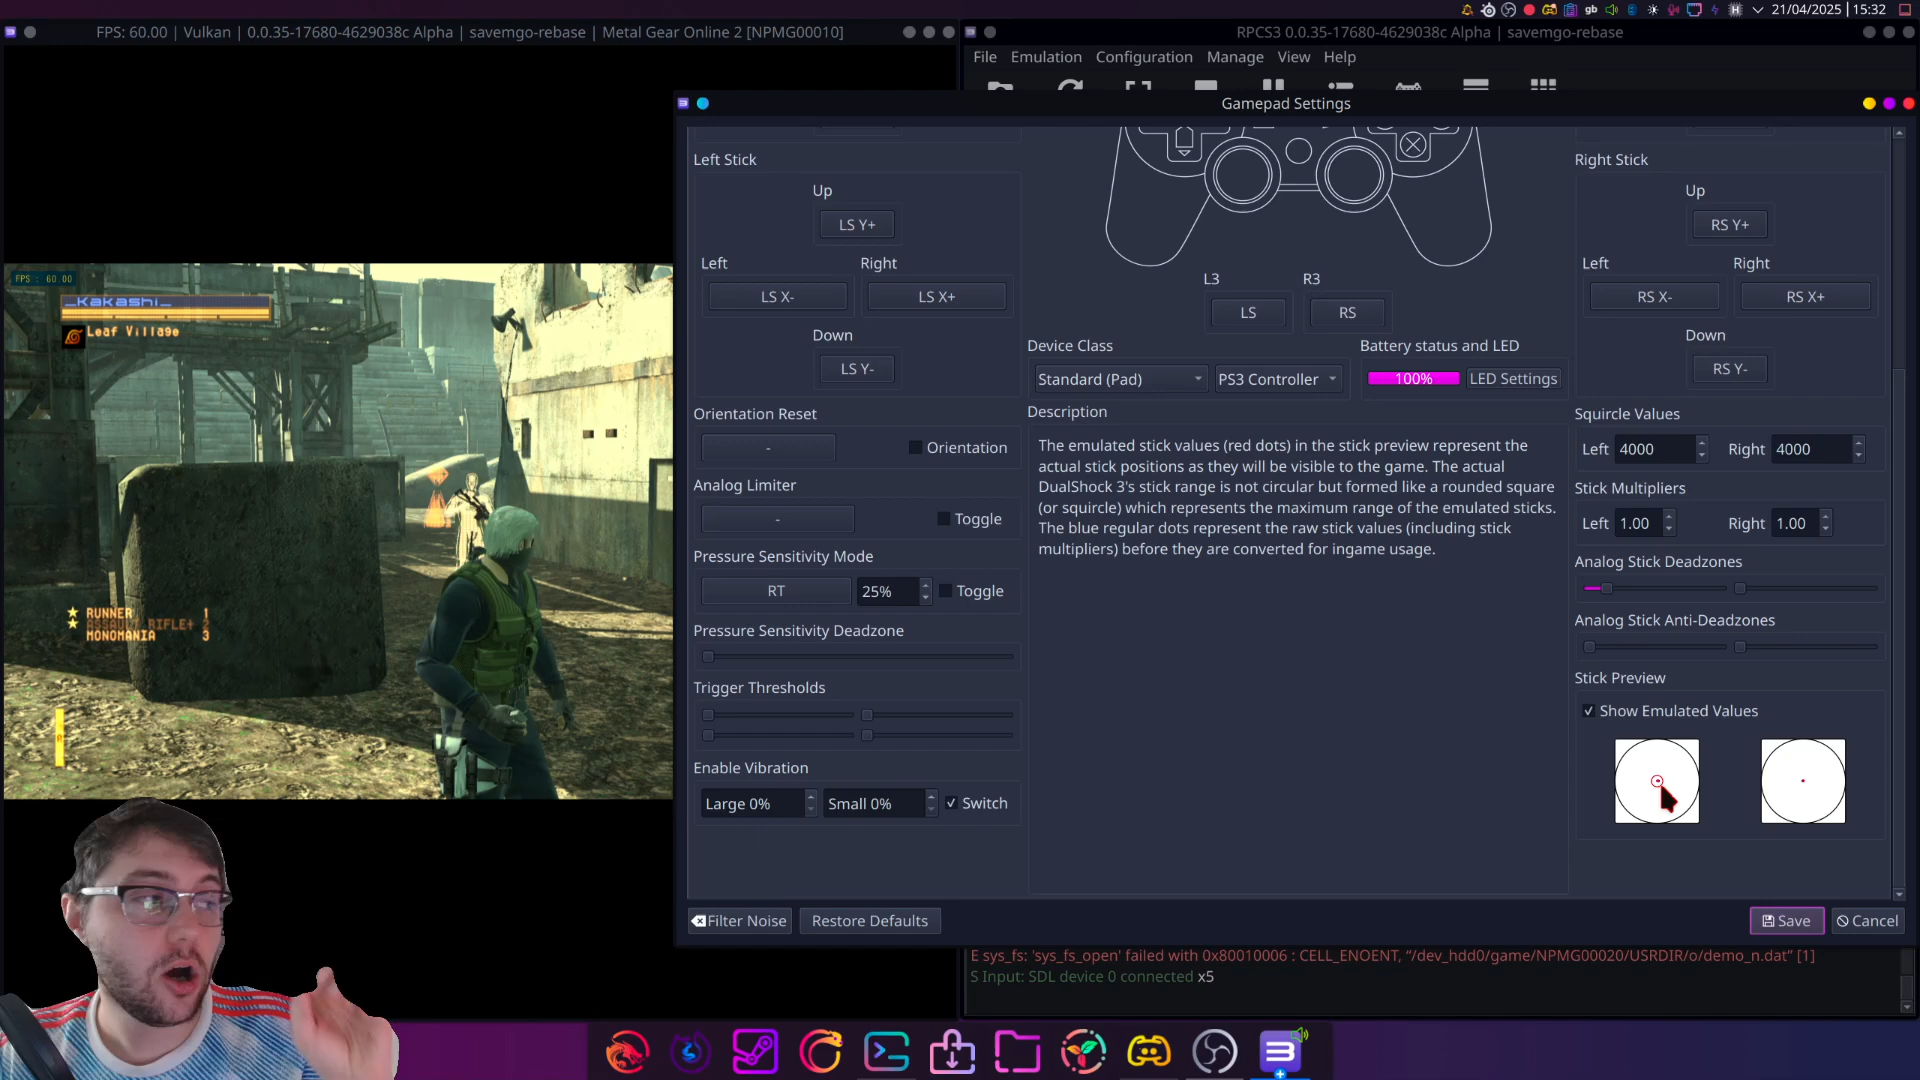 gb
21/04/2025 | 15:32
FPS: 60.00 | Vulkan | 0.0.35-17680-4629038c Alpha | savemgo-rebase | Metal Gear Online 2 [NPMG00010]
RPCS3 0.0.35-17680-4629038c Alpha | savemgo-rebase
File Emulation Configuration Manage View Help
Gamepad Settings
Left Stick
Right Stick
Up
LS Y+
Up
RS Y+
Left Right
LS X- LS X+
Left Right
RS X- RS X+
Down
LS Y-
Down
RS Y-
L3 R3
LS RS
Device Class
Standard (Pad) PS3 Controller
Battery status and LED
100% LED Settings
Description
The emulated stick values (red dots) in the stick preview represent the
actual stick positions as they will be visible to the game. The actual
DualShock 3's stick range is not circular but formed like a rounded square
(or squircle) which represents the maximum range of the emulated sticks.
The blue regular dots represent the raw stick values (including stick
multipliers) before they are converted for ingame usage.
Orientation Reset
- Orientation
Analog Limiter
- Toggle
Pressure Sensitivity Mode
RT 25% Toggle
Pressure Sensitivity Deadzone
Trigger Thresholds
Enable Vibration
Large 0% Small 0% Switch
Squircle Values
Left 4000 Right 4000
Stick Multipliers
Left 1.00 Right 1.00
Analog Stick Deadzones
Analog Stick Anti-Deadzones
Stick Preview
Show Emulated Values
Filter Noise Restore Defaults
Save Cancel
FPS : 60.00
_Kakashi_
Leaf Village
RUNNER 1
ASSAULT RIFLE+ 2
MONOMANIA 3
E sys_fs: 'sys_fs_open' failed with 0x80010006 : CELL_ENOENT, “/dev_hdd0/game/NPMG00020/USRDIR/o/demo_n.dat” [1]
S Input: SDL device 0 connected x5